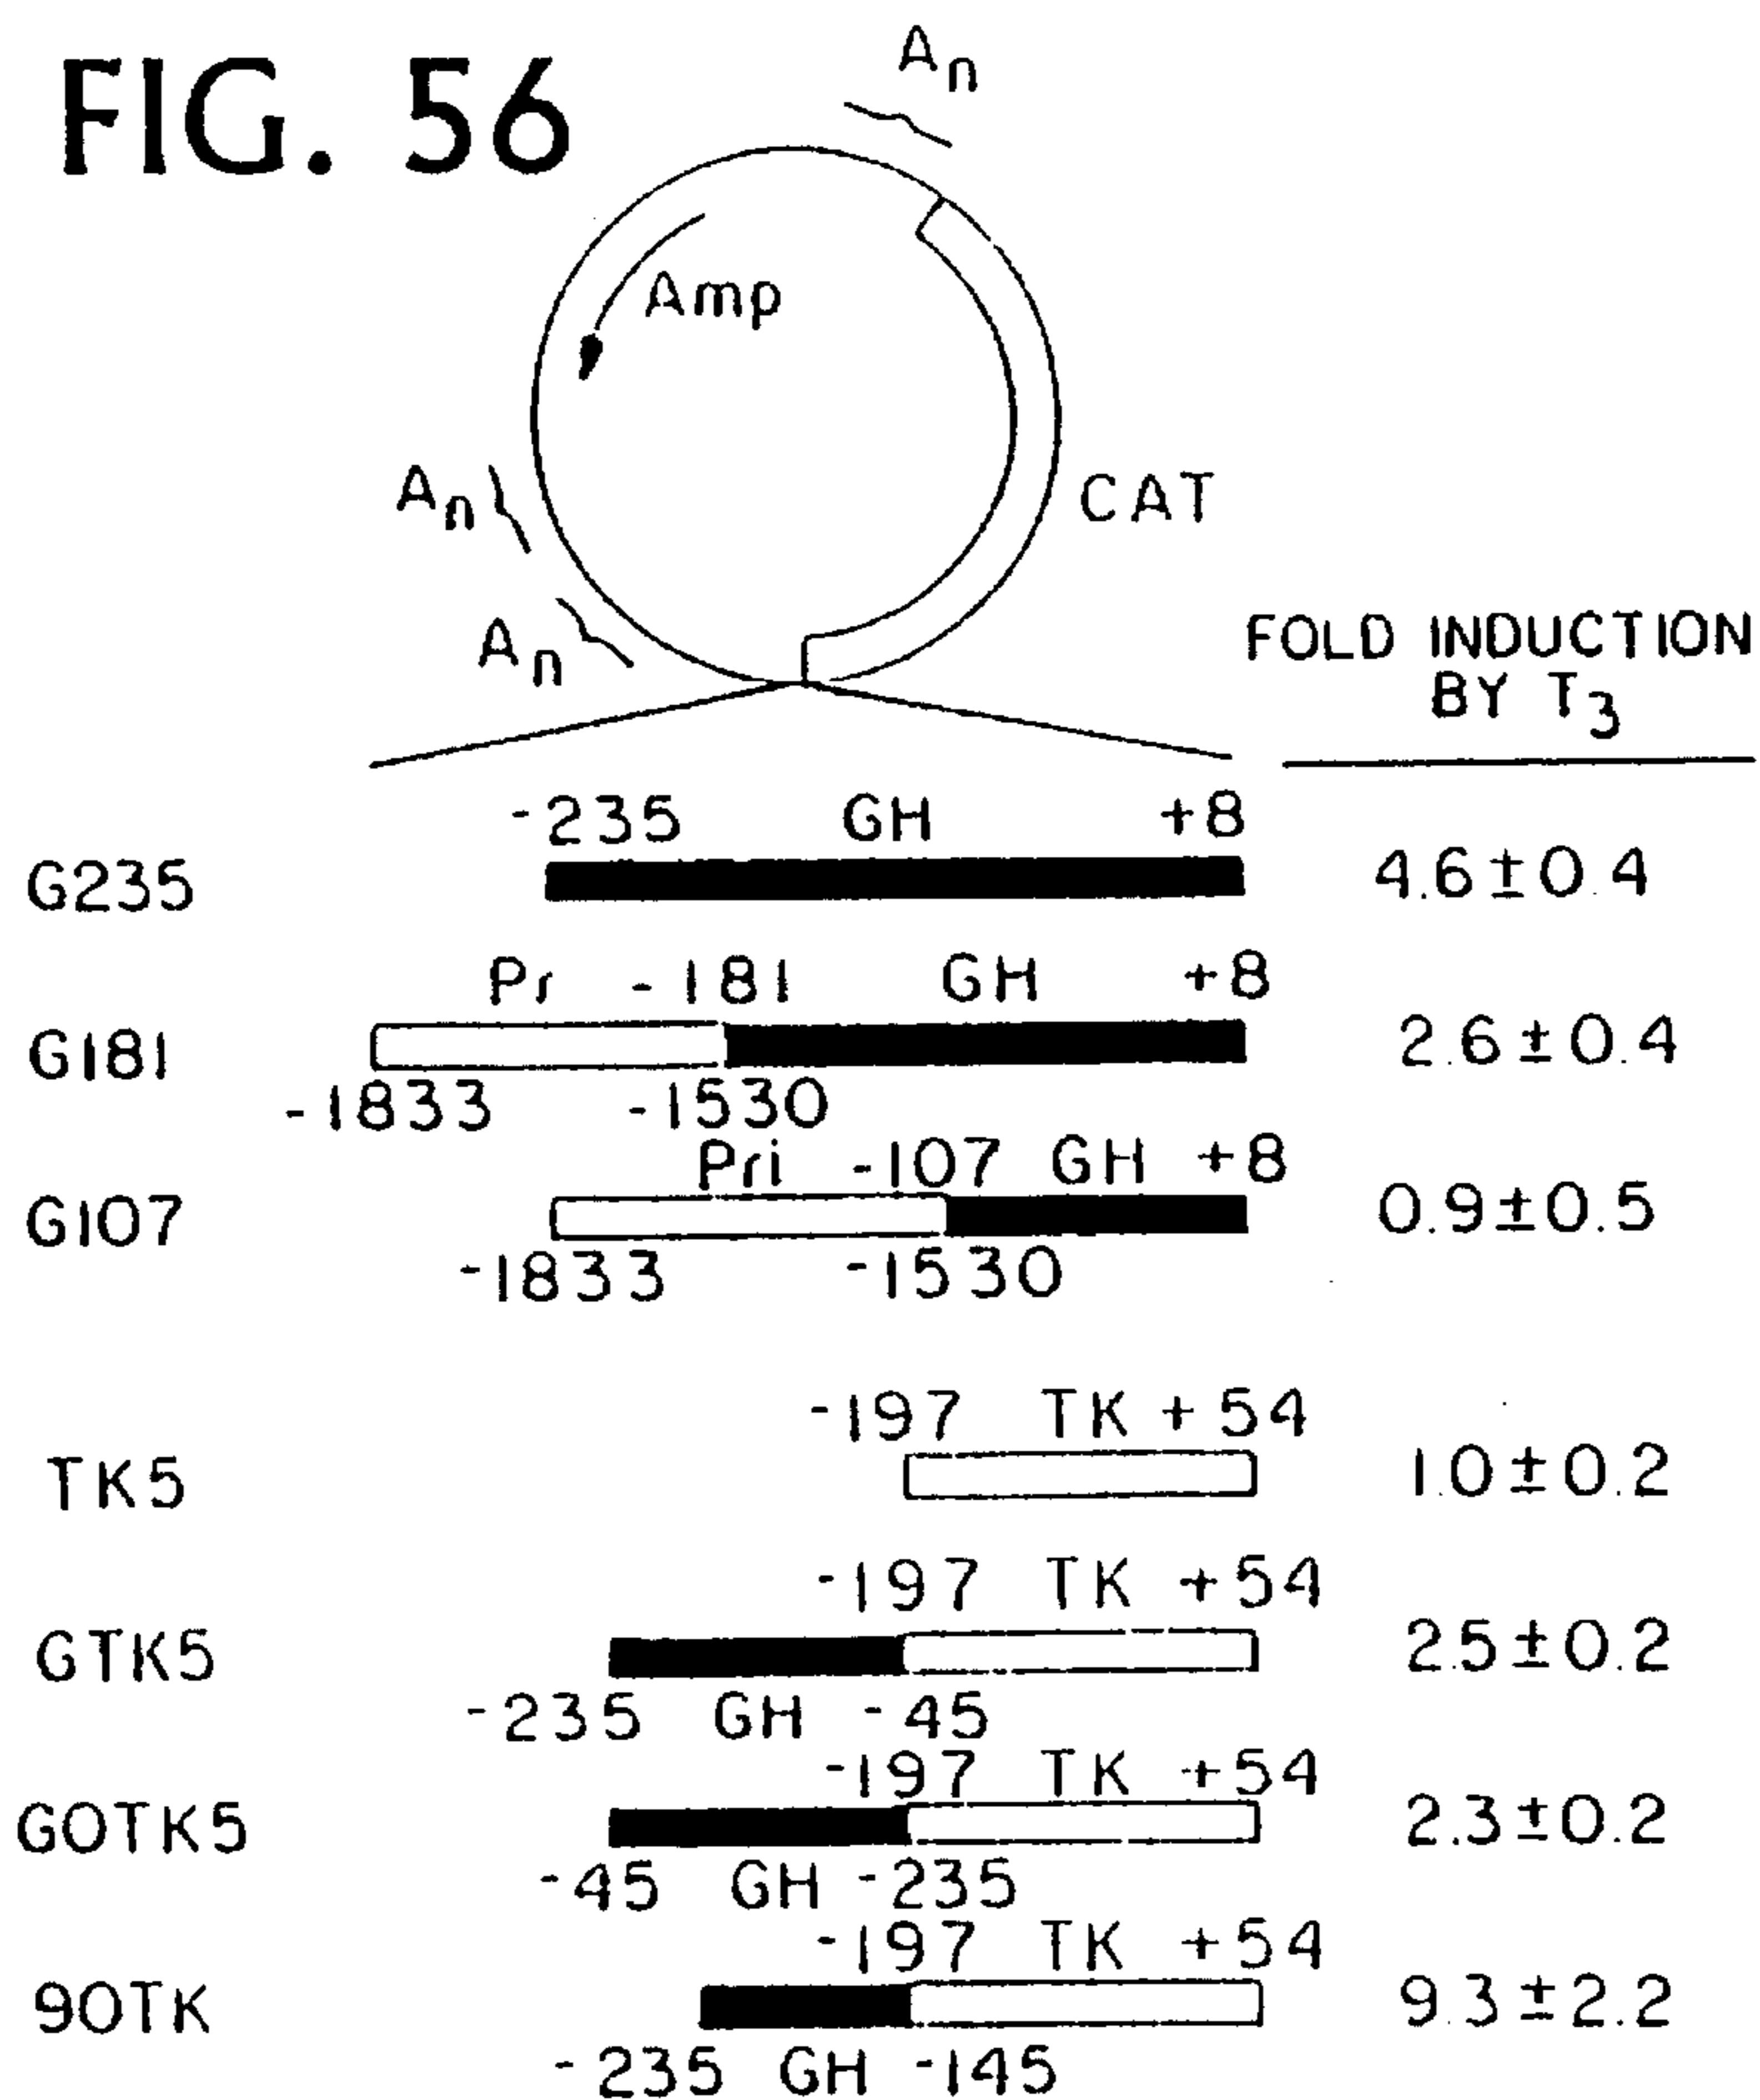 FIG. 56
An
Amp
An
CAT
An
FOLD INDUCTION
BY T3
-235 GH +8
G235 4.6±0.4
Pr -181 GH +8
G181 2.6±0.4
-1833 -1530
Pri -107 GH +8
G107 0.9±0.5
-1833 -1530
-197 TK +54
TK5 1.0±0.2
-197 TK +54
GTK5 2.5±0.2
-235 GH -45
-197 TK +54
GOTK5 2.3±0.2
-45 GH -235
-197 TK +54
90TK 9.3±2.2
-235 GH -145